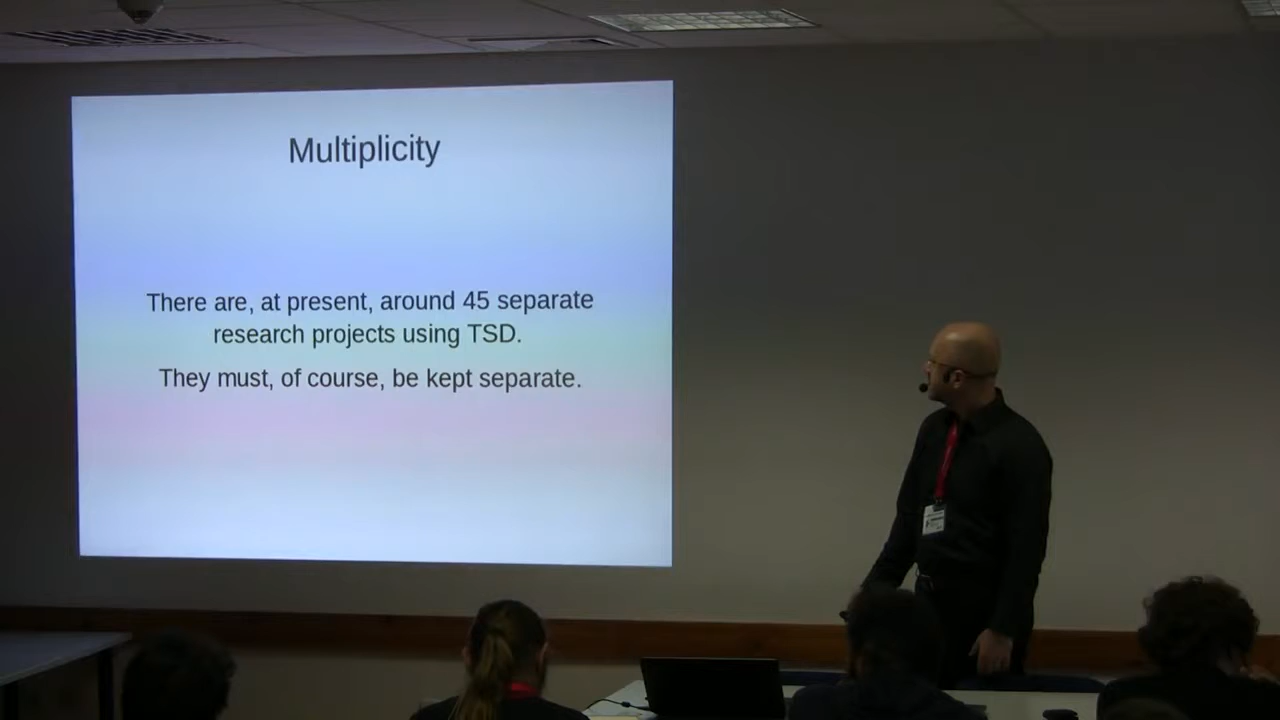 Multiplicity
There are, at present, around 45 separate
research projects using TSD.
They must, of course, be kept separate.